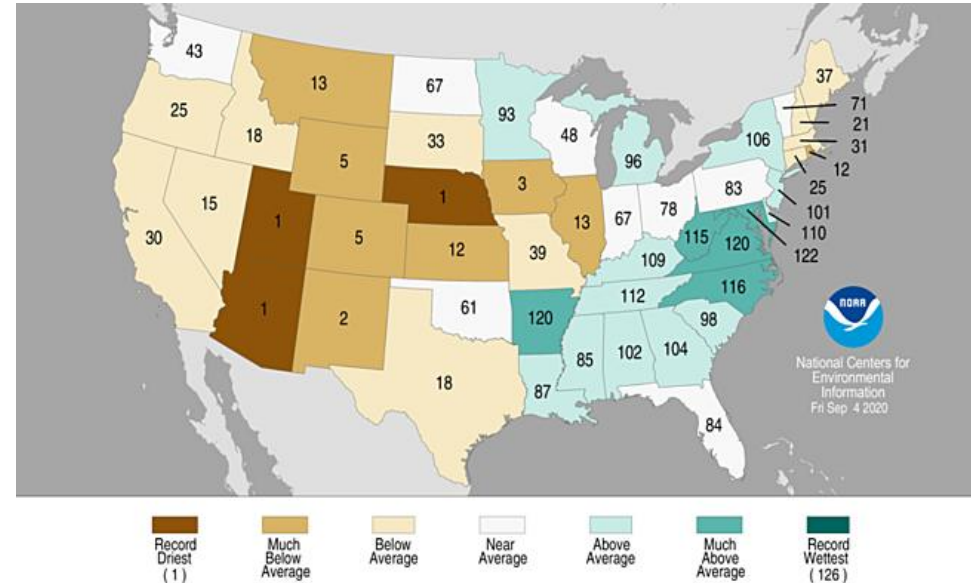 43
13
67
93
37
71
25
18
33
48
106
21
5
96
31
12
15
1
3
83
25
1
13
67
78
101
30
5
12
39
115
120
110
109
122
1
2
61
120
112
116
98
85
102
104
18
87
84
NOAA
National Centers for
Environmental
Information
Fri Sep 4 2020
Record
Driest
(1)
Much
Below
Average
Below
Average
Near
Average
Above
Average
Much
Above
Average
Record
Wettest
(126)